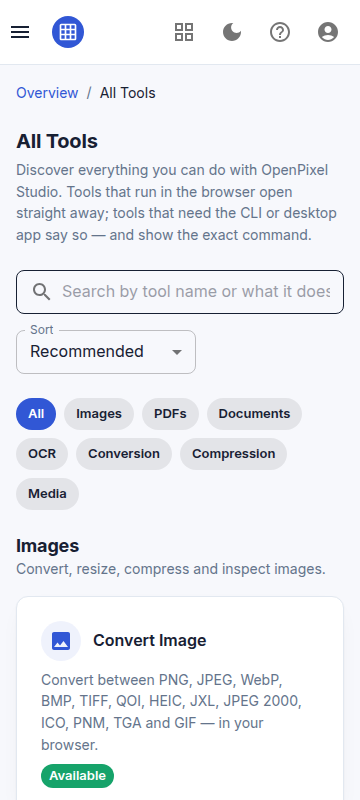 Overview / All Tools
All Tools
Discover everything you can do with OpenPixel
Studio. Tools that run in the browser open
straight away; tools that need the CLI or desktop
app say so — and show the exact command.
Search by tool name or what it does
Sort
Recommended
All Images PDFs Documents
OCR Conversion Compression
Media
Images
Convert, resize, compress and inspect images.
Convert Image
Convert between PNG, JPEG, WebP,
BMP, TIFF, QOI, HEIC, JXL, JPEG 2000,
ICO, PNM, TGA and GIF — in your
browser.
Available